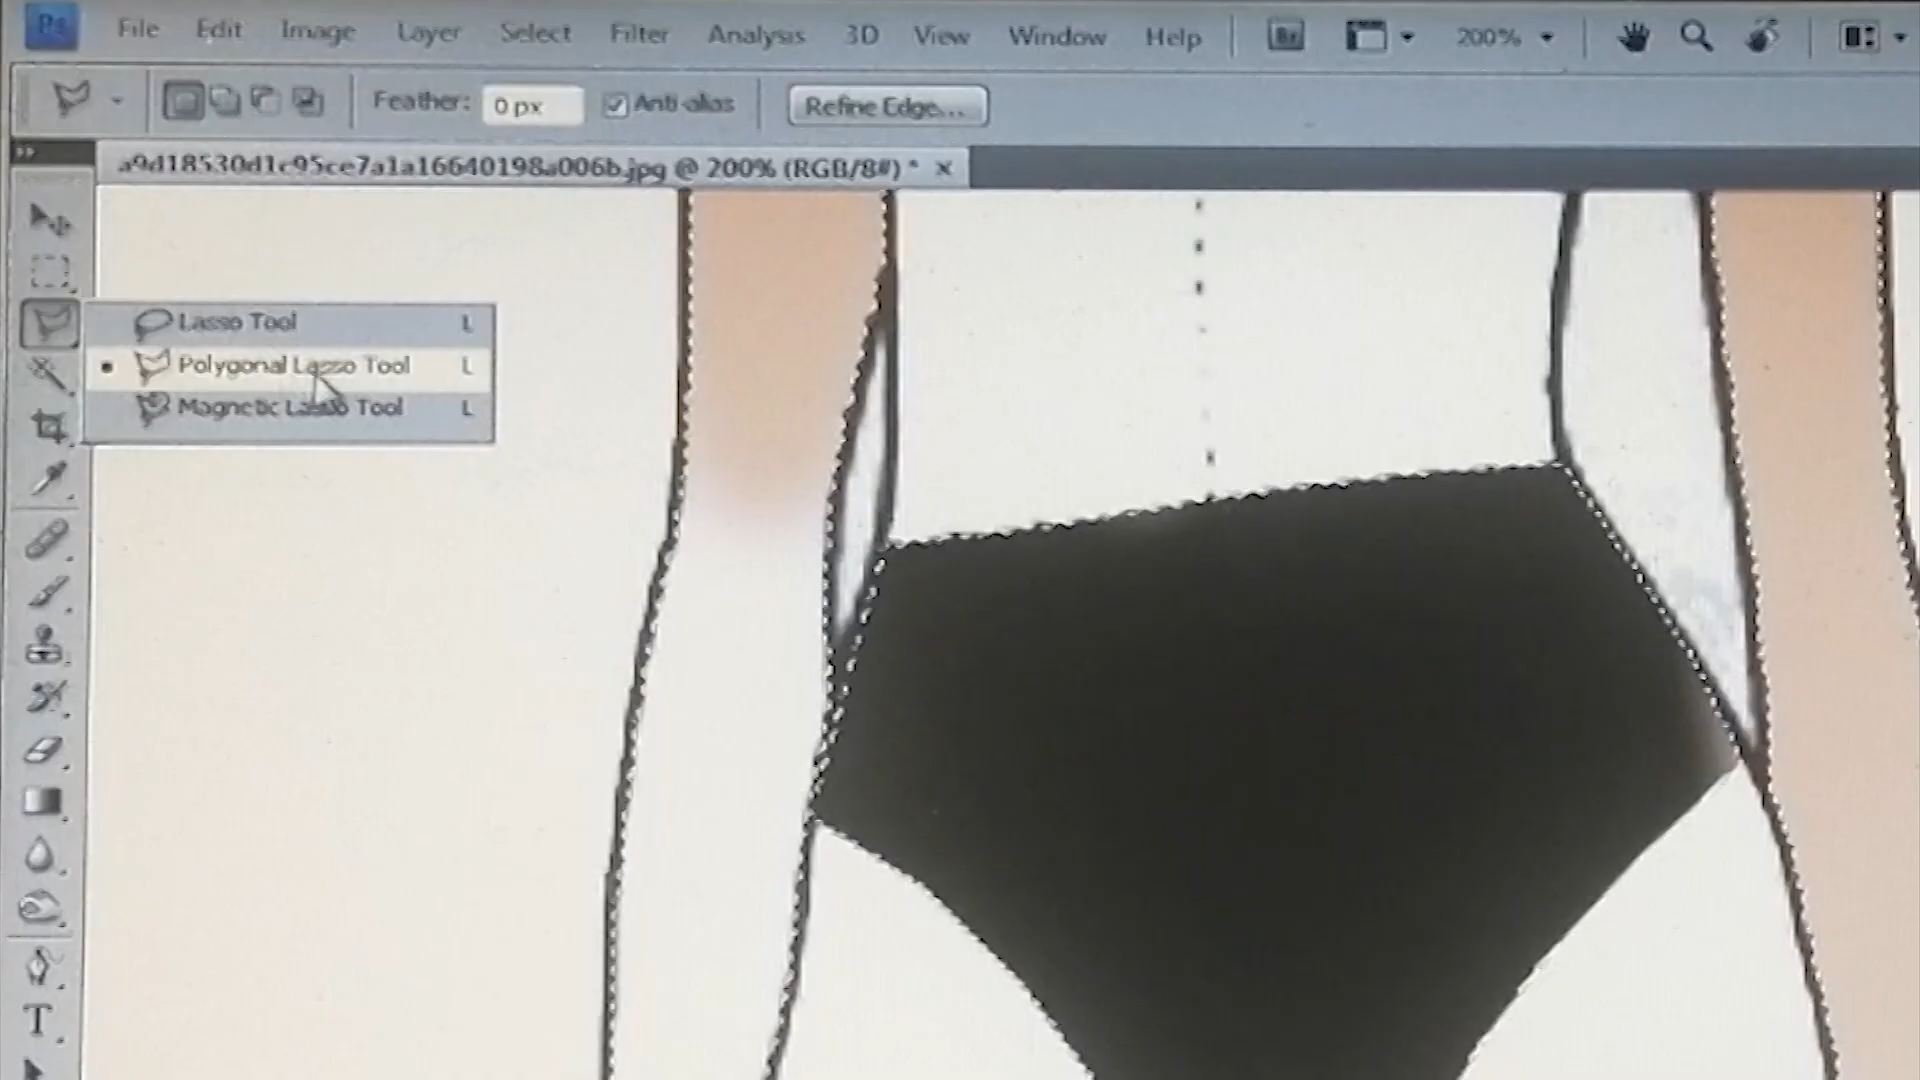 Ps File Edit Image Layer Select Filter Analysis 3D View Window Help Br 200%
Feather: 0 px Anti-alias Refine Edge...
a9d18530d1c95ce7a1a16640198a006b.jpg @ 200% (RGB/8#) * ×
Lasso Tool L
Polygonal Lasso Tool L
Magnetic Lasso Tool L
T